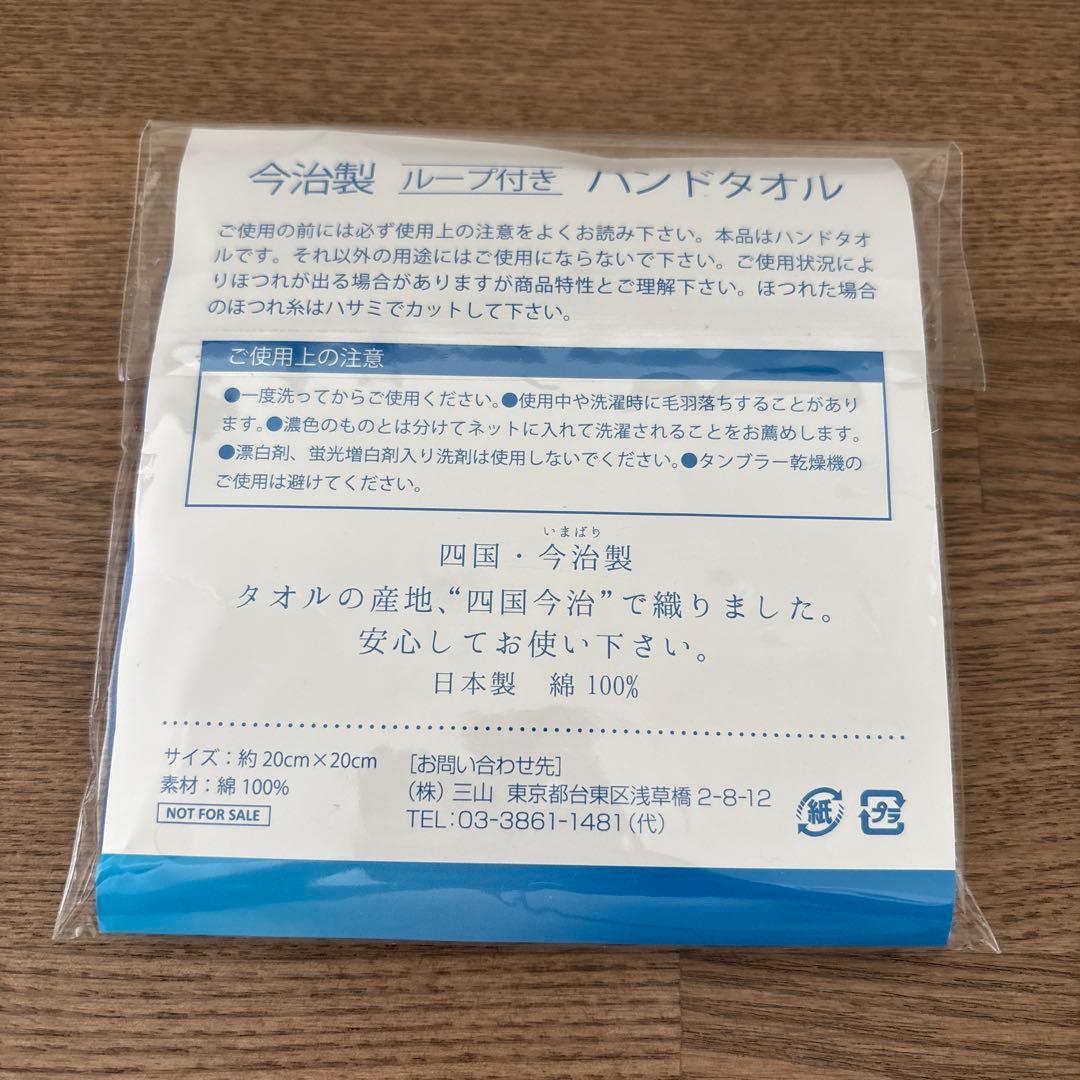 今治製 ループ付き ハンドタオル
ご使用の前には必ず使用上の注意をよくお読み下さい。本品はハンドタオ
ルです。それ以外の用途にはご使用にならないで下さい。ご使用状況によ
りほつれが出る場合がありますが商品特性とご理解下さい。ほつれた場合
のほつれ糸はハサミでカットして下さい。
ご使用上の注意
●一度洗ってからご使用ください。●使用中や洗濯時に毛羽落ちすることがあり
ます。●濃色のものとは分けてネットに入れて洗濯されることをお薦めします。
●漂白剤、蛍光増白剤入り洗剤は使用しないでください。●タンブラー乾燥機の
ご使用は避けてください。
いまばり
四国・今治製
タオルの産地、“四国今治”で織りました。
安心してお使い下さい。
日本製 綿100%
サイズ：約20cm×20cm
素材：綿100%
NOT FOR SALE
[お問い合わせ先]
(株) 三山 東京都台東区浅草橋2-8-12
TEL:03-3861-1481(代)
紙
プラ